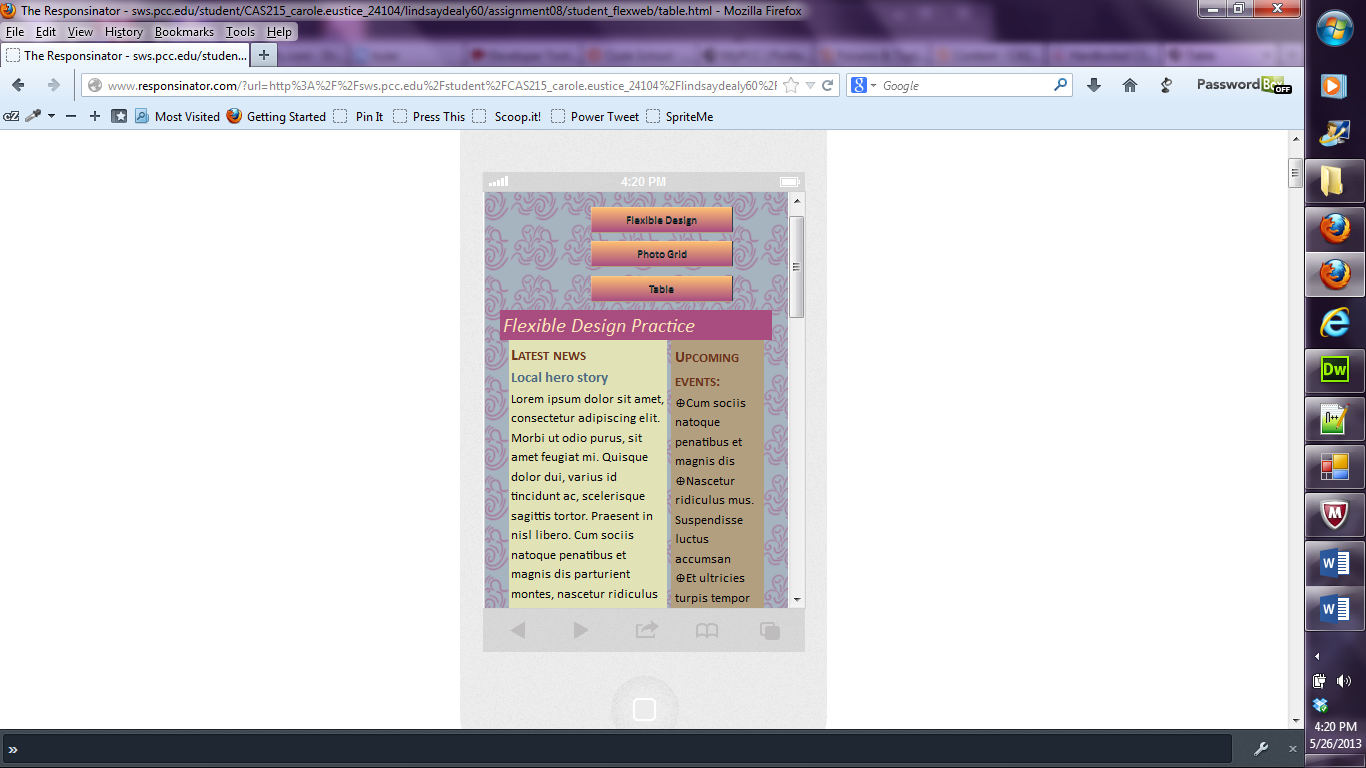 The Responsinator - sws.pcc.edu/student/CAS215_carole.eustice_24104/lindsaydealy60/assignment08/student_flexweb/table.html - Mozilla Firefox
File Edit View History Bookmarks Tools Help
The Responsinator - sws.pcc.edu/studen... +
www.responsinator.com/?url=http%3A%2F%2Fsws.pcc.edu%2Fstudent%2FCAS215_carole.eustice_24104%2Flindsaydealy60%2F
Google
PasswordBox OFF
Most Visited Getting Started Pin It Press This Scoop.it! Power Tweet SpriteMe
4:20 PM
Flexible Design
Photo Grid
Table
Flexible Design Practice
Latest news
Local hero story
Lorem ipsum dolor sit amet,
consectetur adipiscing elit.
Morbi ut odio purus, sit
amet feugiat mi. Quisque
dolor dui, varius id
tincidunt ac, scelerisque
sagittis tortor. Praesent in
nisl libero. Cum sociis
natoque penatibus et
magnis dis parturient
montes, nascetur ridiculus
Upcoming
events:
⊕Cum sociis
natoque
penatibus et
magnis dis
⊕Nascetur
ridiculus mus.
Suspendisse
luctus
accumsan
⊕Et ultricies
turpis tempor
Dw
4:20 PM
5/26/2013
»